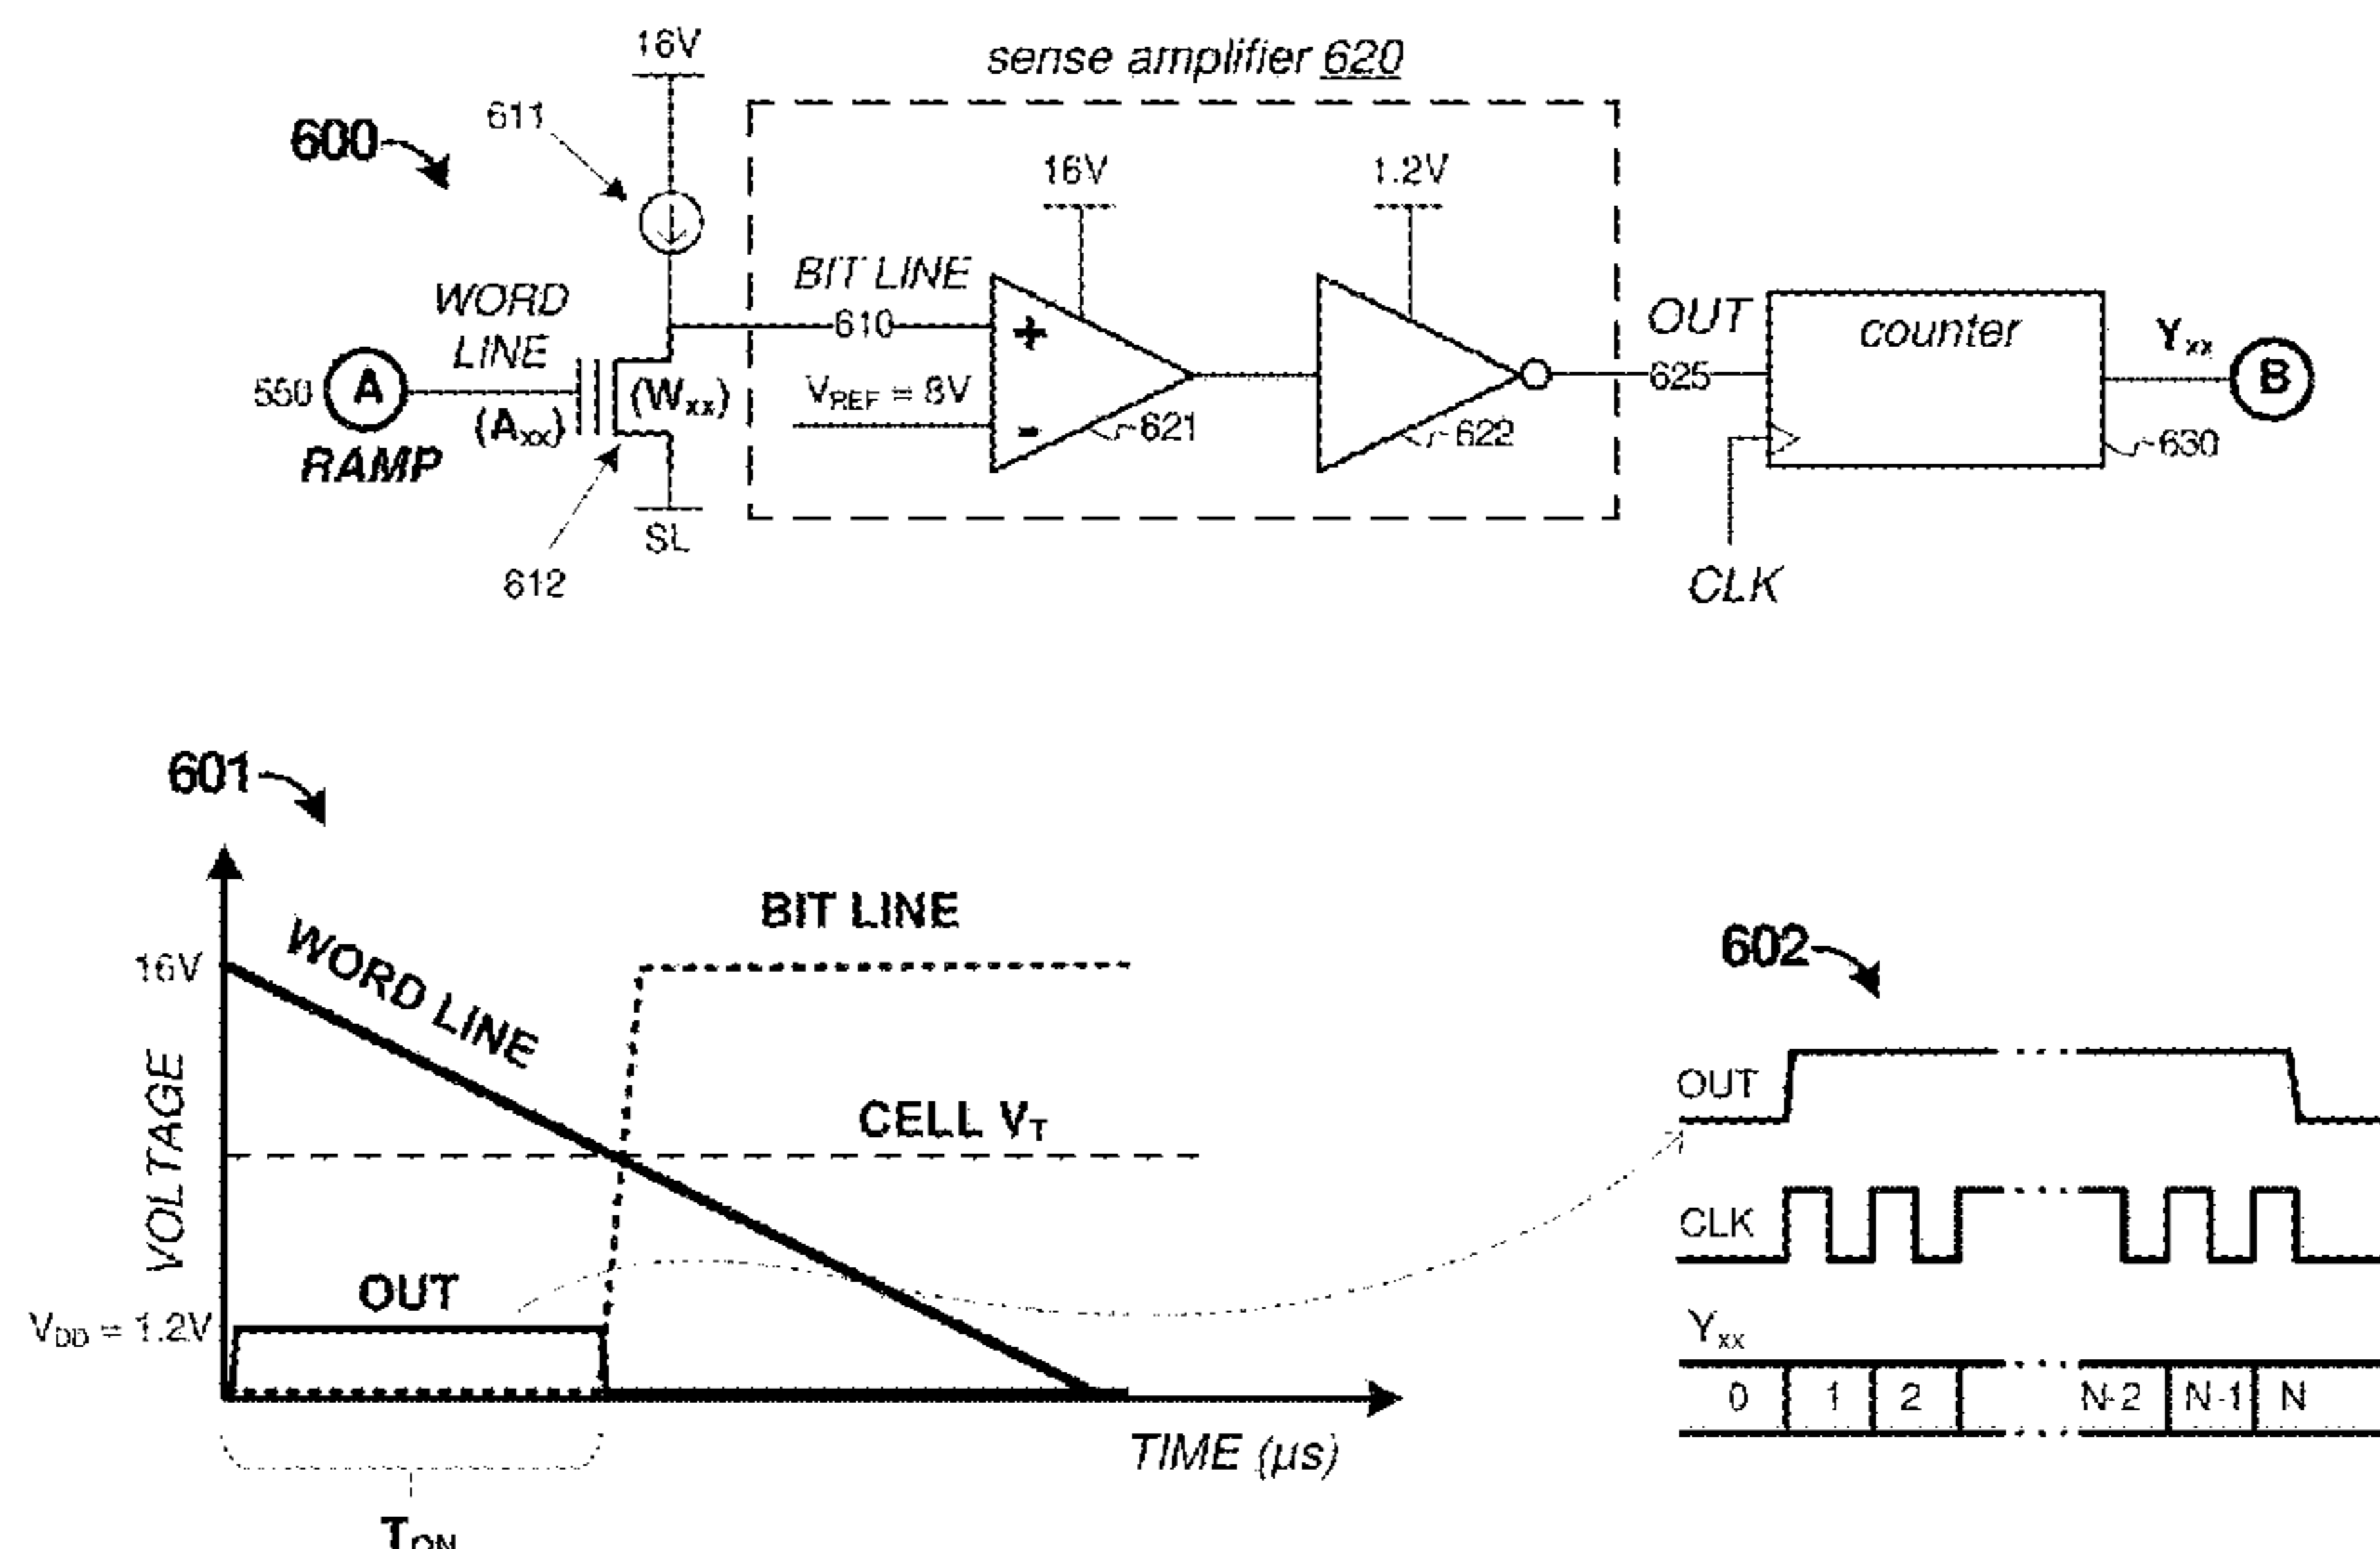 16V
sense amplifier 620
611
600
16V
1.2V
WORD
LINE
BIT LINE
610
OUT
counter
Yxx
550
A
(Axx)
(Wxx)
VREF = 8V
+
-
621
622
625
630
B
RAMP
SL
612
CLK
601
BIT LINE
WORD LINE
16V
602
VOLTAGE
CELL VT
OUT
CLK
OUT
VDD = 1.2V
Yxx
0 1 2 N-2 N-1 N
TIME (µs)
TON